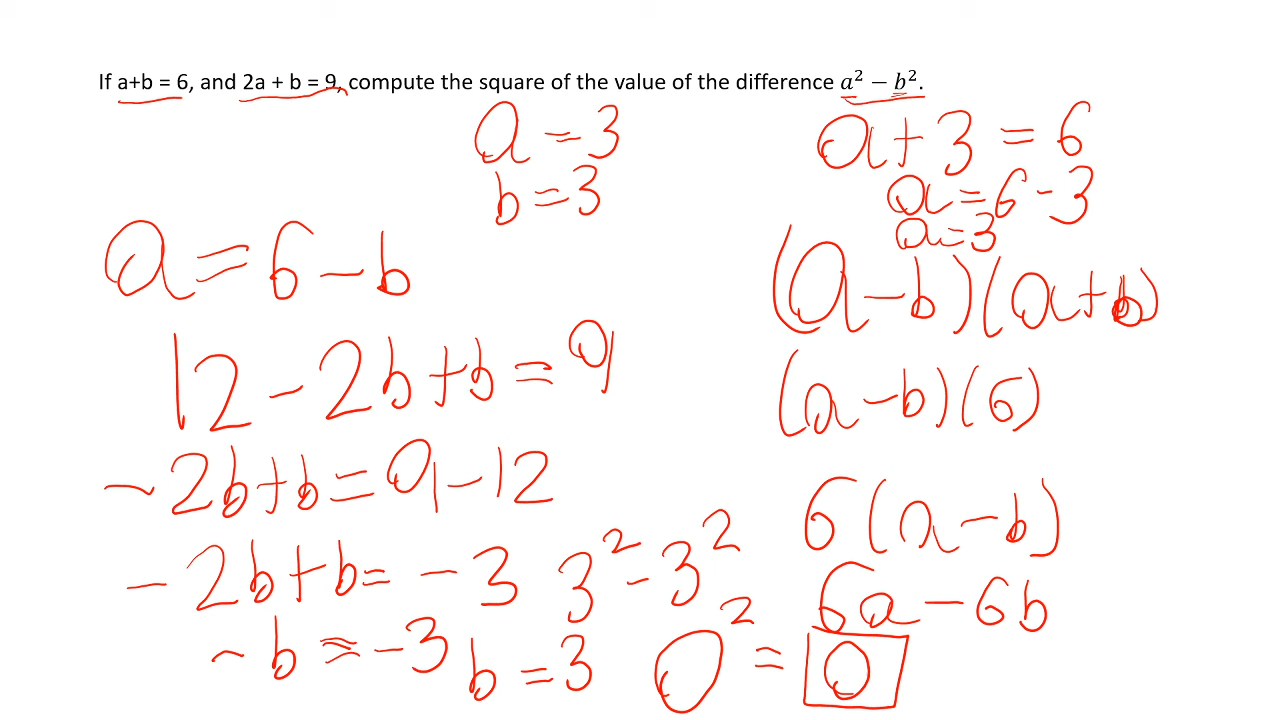 If a+b = 6, and 2a + b = 9, compute the square of the value of the difference a² − b².
a = 3
b = 3
a + 3 = 6
a = 6 - 3
a = 3
a = 6 - b
(a - b)(a + b)
12 - 2b + b = 9
(a - b)(6)
- 2b + b = 9 - 12
6(a - b)
- 2b + b = - 3
3² - 3²
6a - 6b
- b = - 3
b = 3
0² = 0